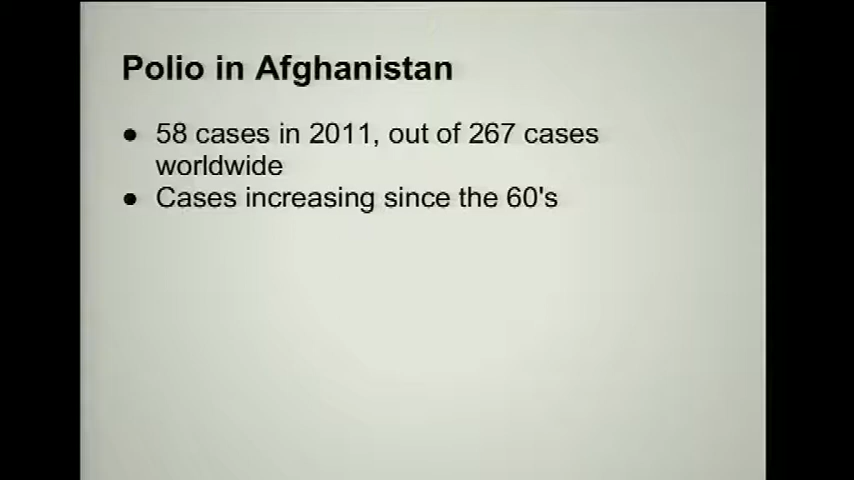 Polio in Afghanistan
● 58 cases in 2011, out of 267 cases
worldwide
● Cases increasing since the 60's